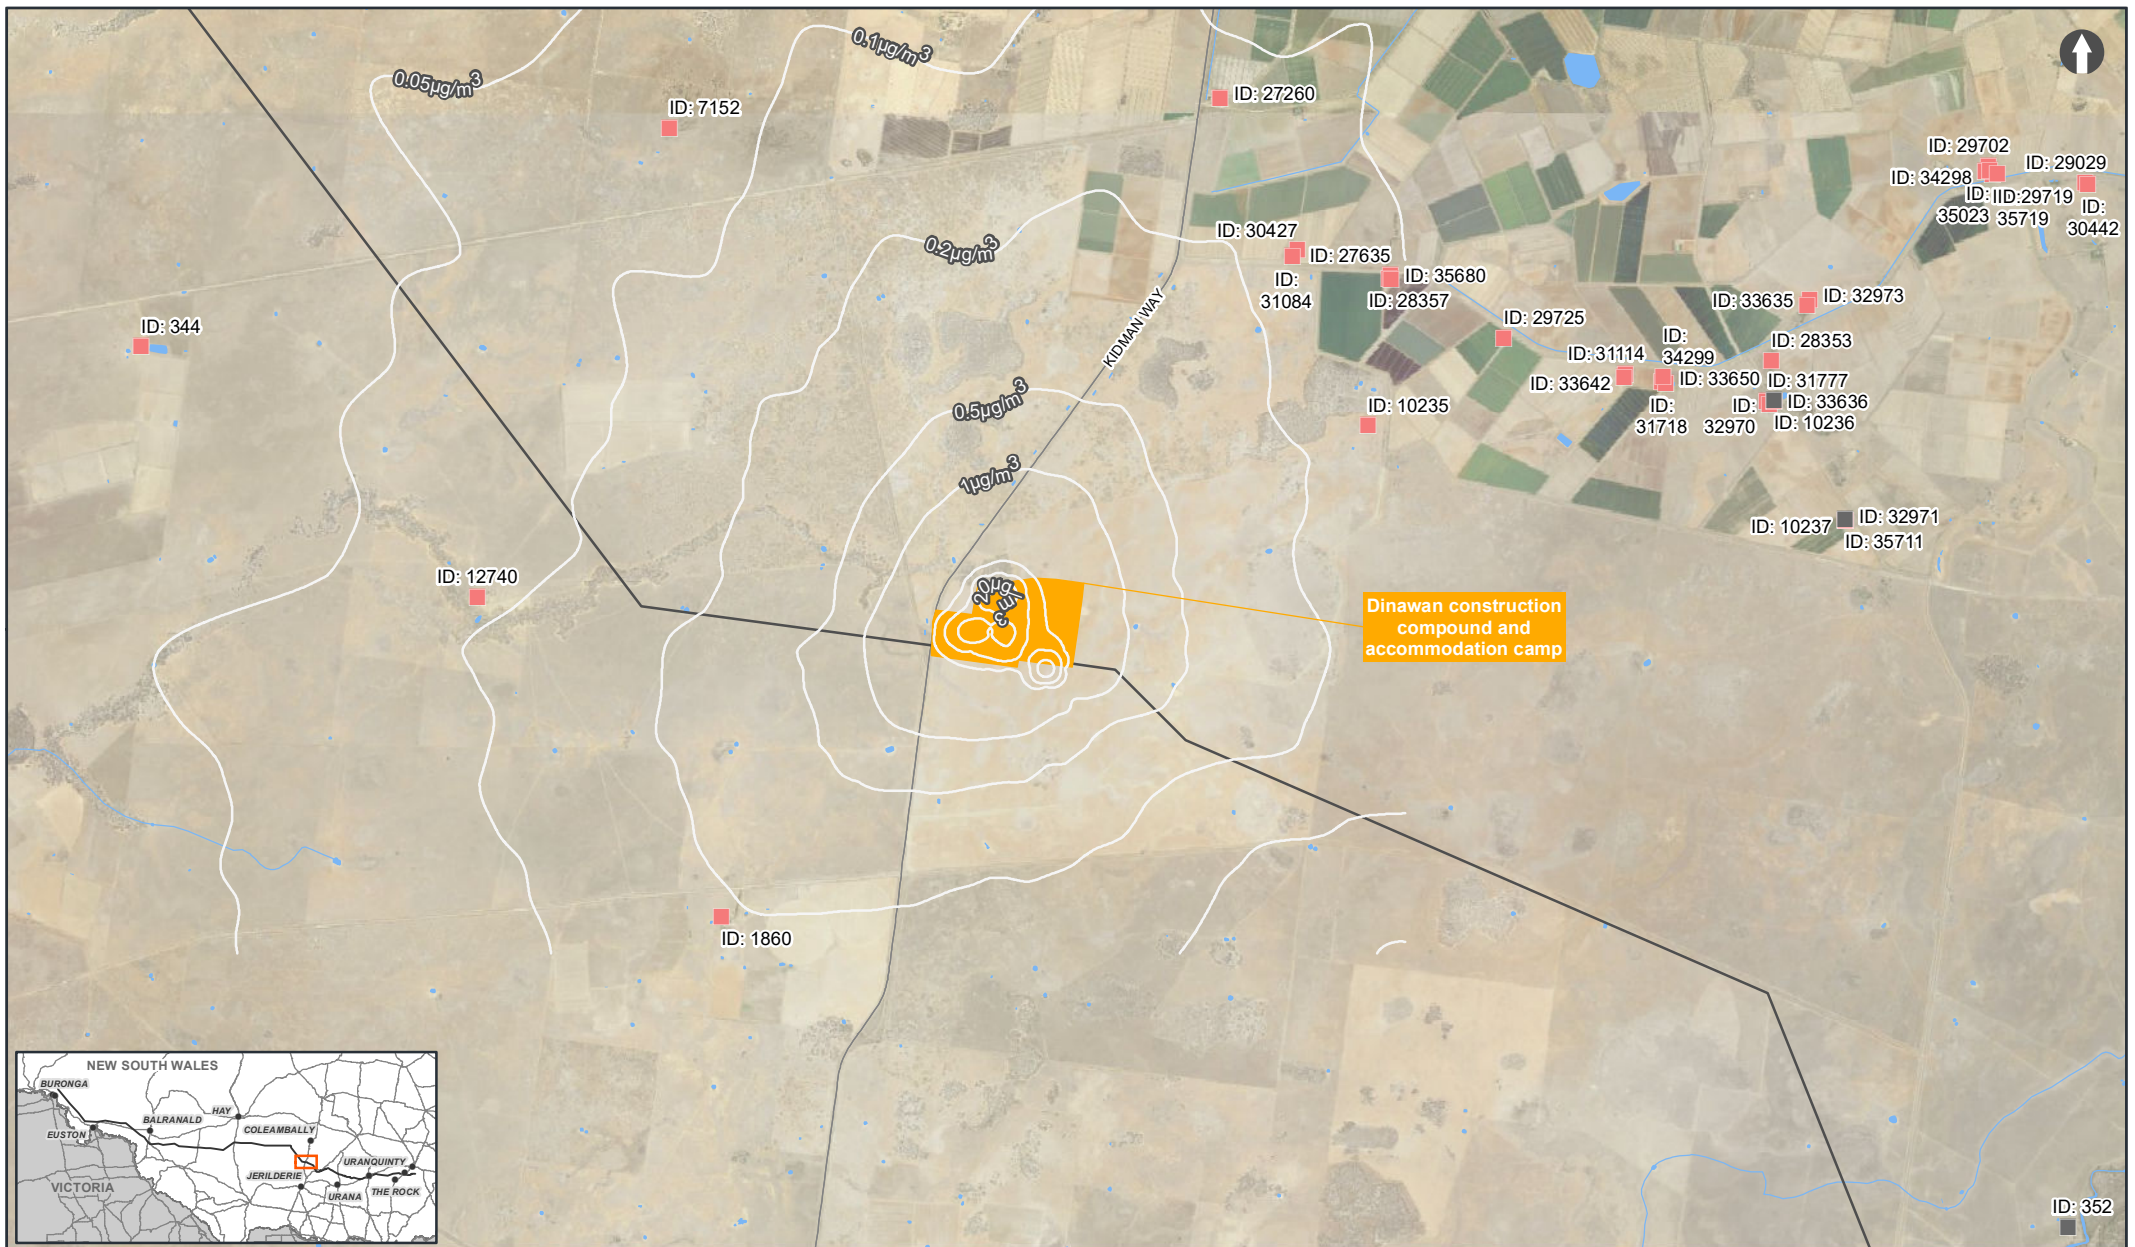 0.1µg/m3
0.05µg/m3
ID: 7152
ID: 27260
ID: 29702
ID: 29029
ID: 34298
ID:
35023
ID:29719
35719
ID:
30442
ID: 30427
0.2µg/m3
ID: 27635
ID:
31084
ID: 35680
ID: 28357
ID: 33635
ID: 32973
KIDMAN WAY
ID: 344
ID: 29725
ID:
34299
ID: 28353
ID: 31114
ID: 33642
ID: 33650
ID: 31777
0.5µg/m3
ID: 10235
ID:
31718
ID:
32970
ID: 33636
ID: 10236
1µg/m3
ID: 10237
ID: 32971
ID: 35711
ID: 12740
20µg/m3
Dinawan construction
compound and
accommodation camp
ID: 1860
NEW SOUTH WALES
BURONGA
HAY
BALRANALD
EUSTON
COLEAMBALLY
URANQUINTY
JERILDERIE
VICTORIA
URANA
THE ROCK
ID: 352